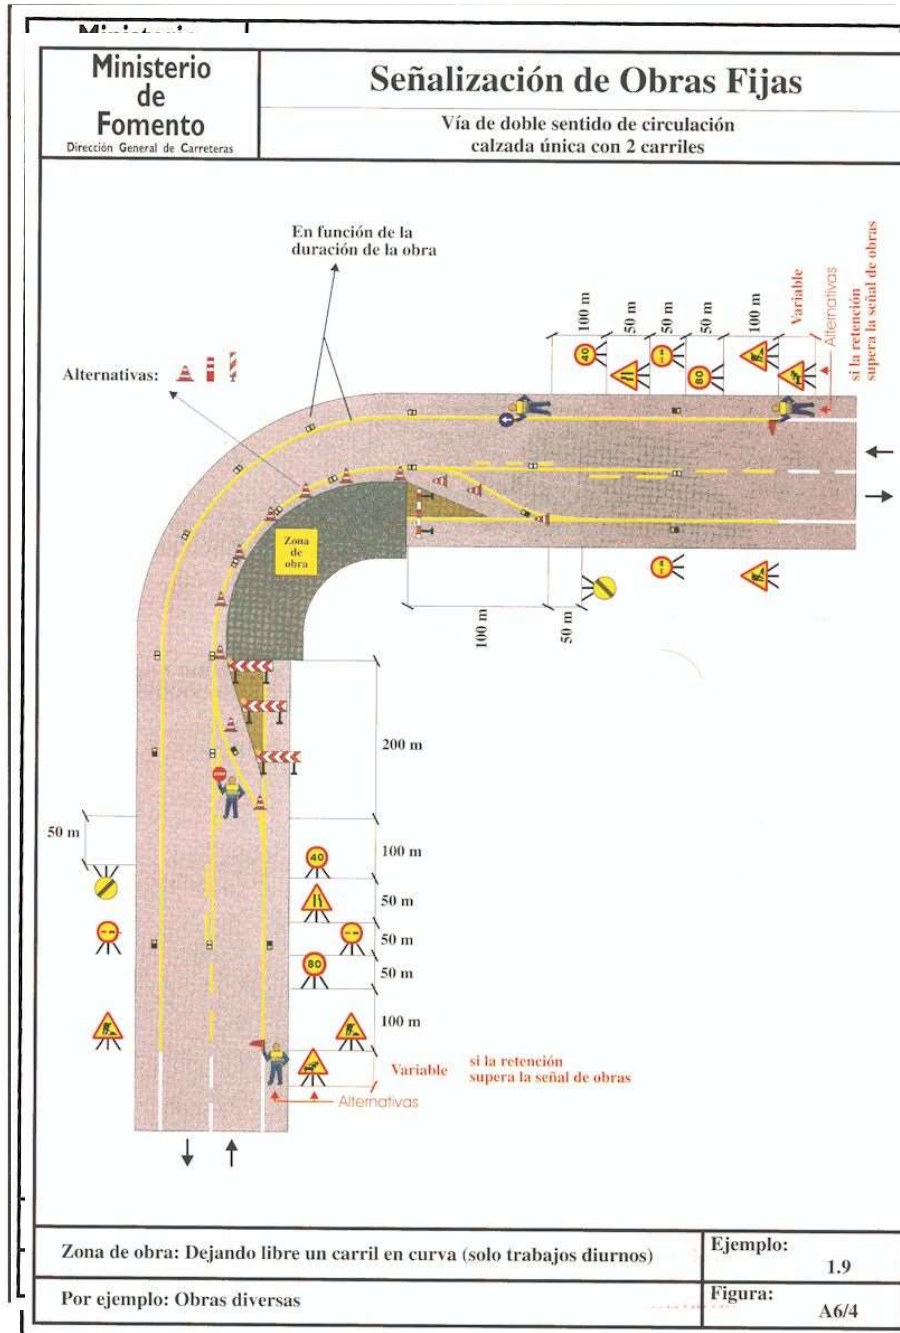 Ministerio
Ministerio
de
Fomento
Dirección General de Carreteras
Señalización de Obras Fijas
Vía de doble sentido de circulación
calzada única con 2 carriles
En función de la
duración de la obra
Alternativas:
100 m
50 m
50 m
50 m
100 m
Variable
Alternativas
si la retención
supera la señal de obras
40
80
Zona
de
obra
100 m
50 m
200 m
STOP
50 m
100 m
40
50 m
50 m
80
50 m
100 m
Variable
si la retención
supera la señal de obras
Alternativas
Zona de obra: Dejando libre un carril en curva (solo trabajos diurnos)
Ejemplo:
1.9
Por ejemplo: Obras diversas
Figura:
A6/4